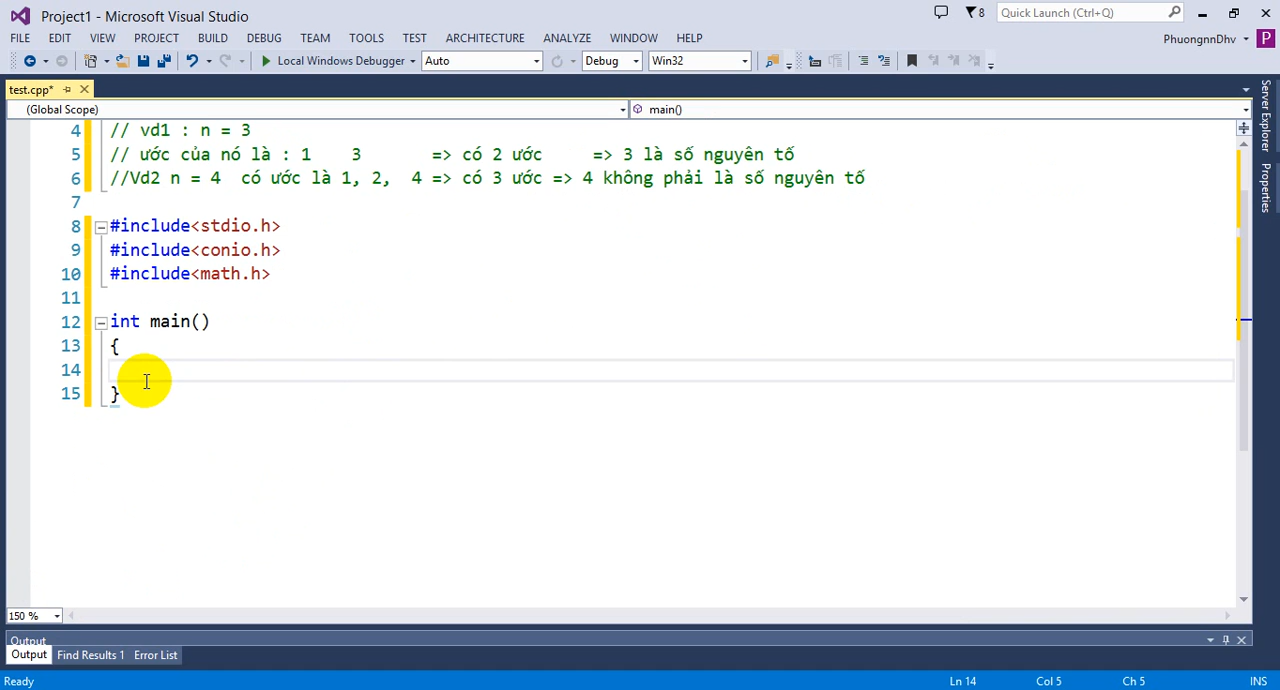 Project1 - Microsoft Visual Studio
8
Quick Launch (Ctrl+Q)
FILE EDIT VIEW PROJECT BUILD DEBUG TEAM TOOLS TEST ARCHITECTURE ANALYZE WINDOW HELP
PhuongnnDhv
P
Local Windows Debugger
Auto
Debug
Win32
test.cpp*
(Global Scope)
main()
4 // vd1 : n = 3
5 // ước của nó là : 1 3 => có 2 ước => 3 là số nguyên tố
6 //Vd2 n = 4 có ước là 1, 2, 4 => có 3 ước => 4 không phải là số nguyên tố
7
8 #include<stdio.h>
9 #include<conio.h>
10 #include<math.h>
11
12 int main()
13 {
14
15 }
Server Explorer
Properties
150 %
Output
Output Find Results 1 Error List
Ready
Ln 14 Col 5 Ch 5 INS